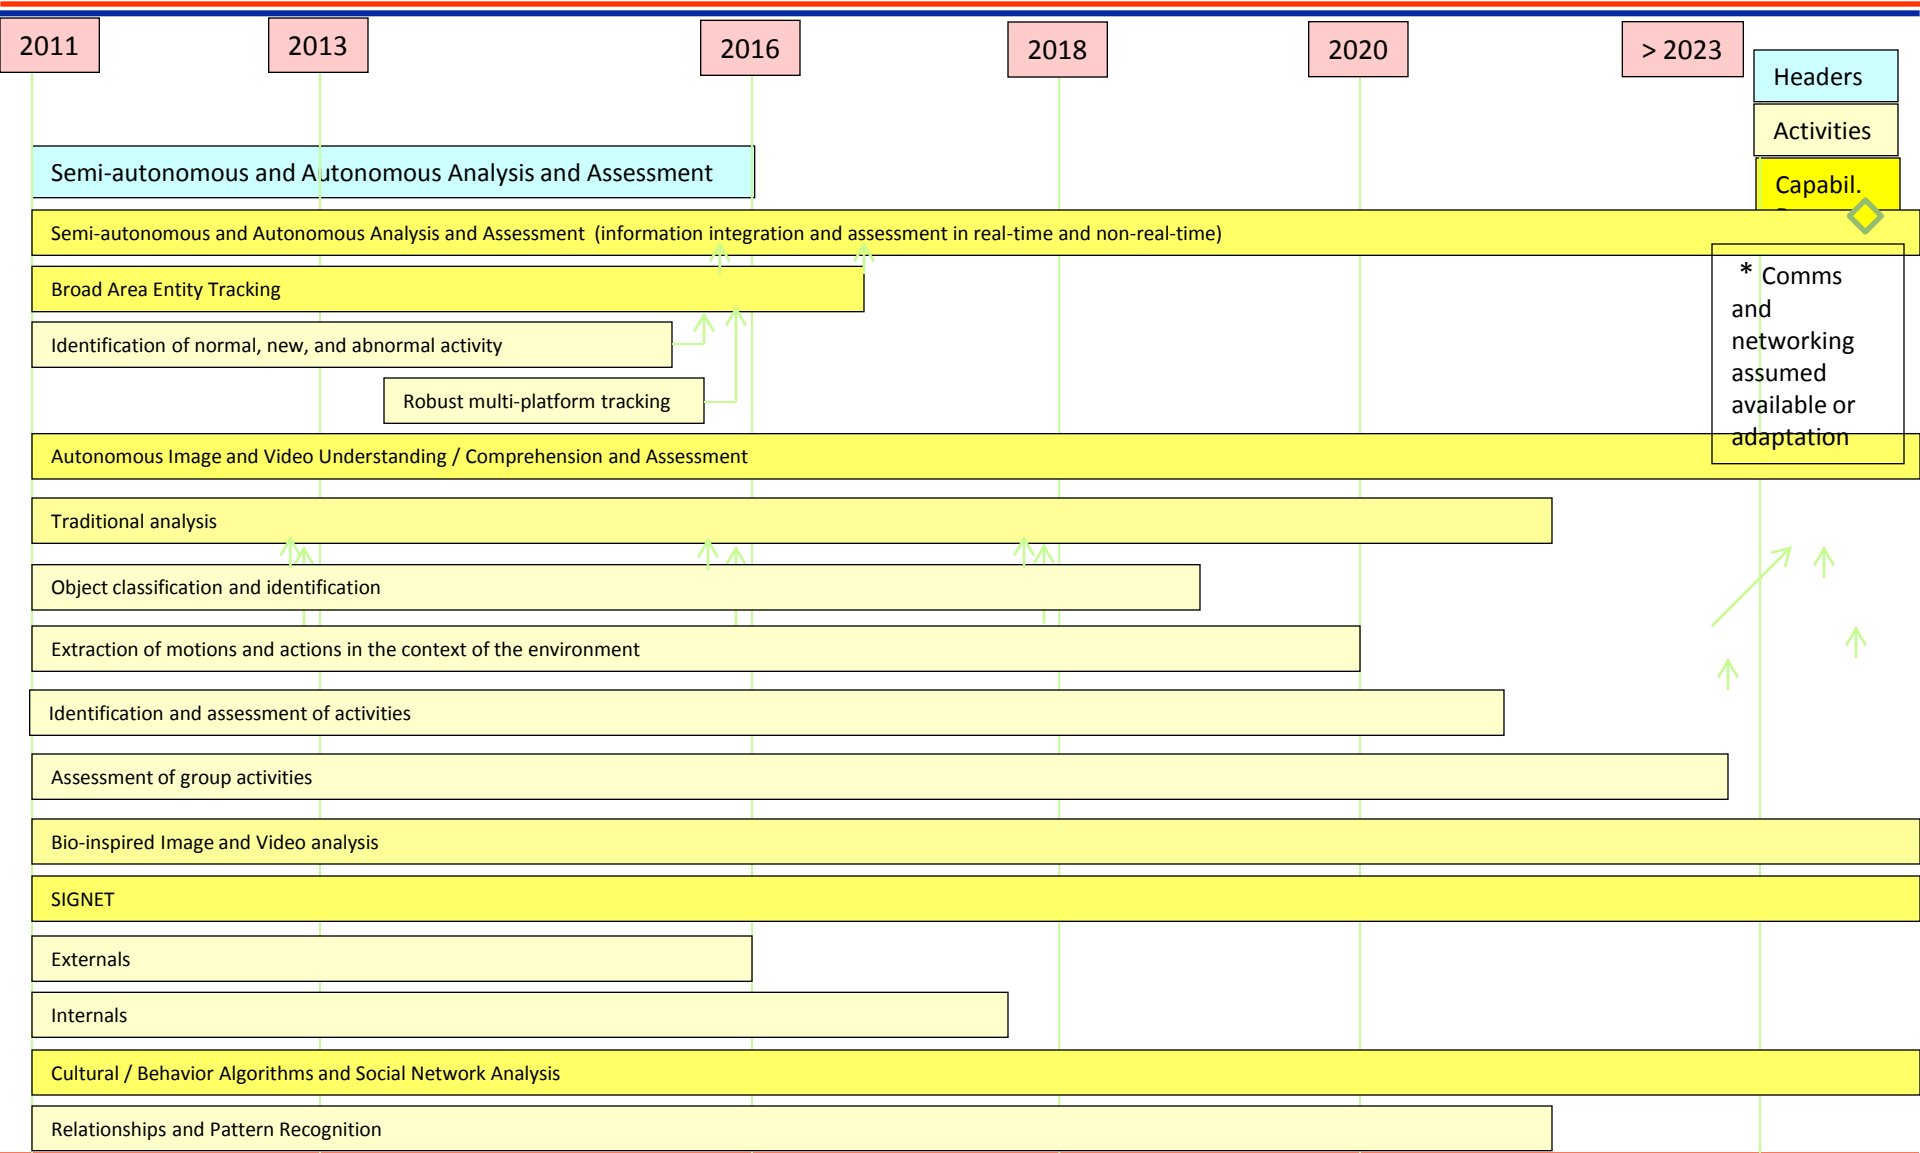 2011
2013
2016
2018
2020
> 2023
Headers
Activities
Capabil.
Semi-autonomous and Autonomous Analysis and Assessment
Semi-autonomous and Autonomous Analysis and Assessment (information integration and assessment in real-time and non-real-time)
Broad Area Entity Tracking
* Comms
and
networking
assumed
available or
adaptation
Identification of normal, new, and abnormal activity
Robust multi-platform tracking
Autonomous Image and Video Understanding / Comprehension and Assessment
Traditional analysis
Object classification and identification
Extraction of motions and actions in the context of the environment
Identification and assessment of activities
Assessment of group activities
Bio-inspired Image and Video analysis
SIGNET
Externals
Internals
Cultural / Behavior Algorithms and Social Network Analysis
Relationships and Pattern Recognition